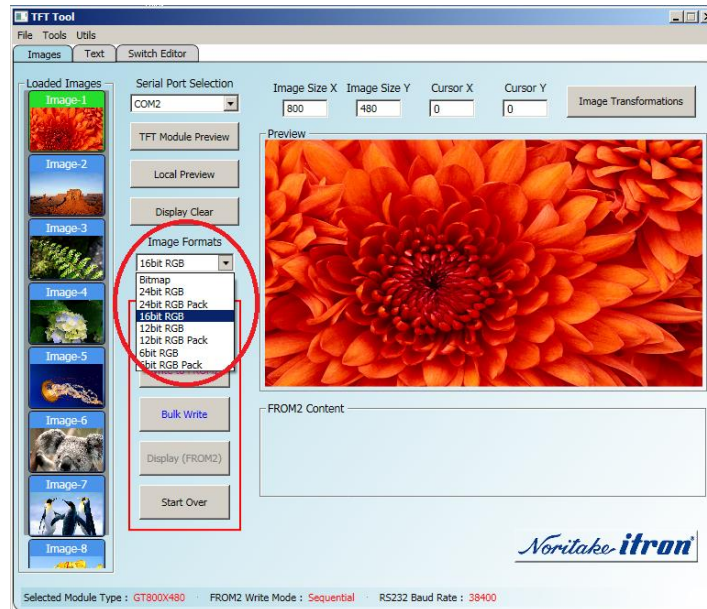 TFT Tool
File Tools Utils
Images Text Switch Editor
Loaded Images
Image-1
Image-2
Image-3
Image-4
Image-5
Image-6
Image-7
Image-8
Serial Port Selection
COM2
TFT Module Preview
Local Preview
Display Clear
Image Formats
16bit RGB
Bitmap
24bit RGB
24bit RGB Pack
16bit RGB
12bit RGB
12bit RGB Pack
6bit RGB
6bit RGB Pack
Bulk Write
Display (FROM2)
Start Over
Image Size X Image Size Y Cursor X Cursor Y
800 480 0 0
Image Transformations
Preview
FROM2 Content
Noritake itron
Selected Module Type : GT800X480 FROM2 Write Mode : Sequential RS232 Baud Rate : 38400